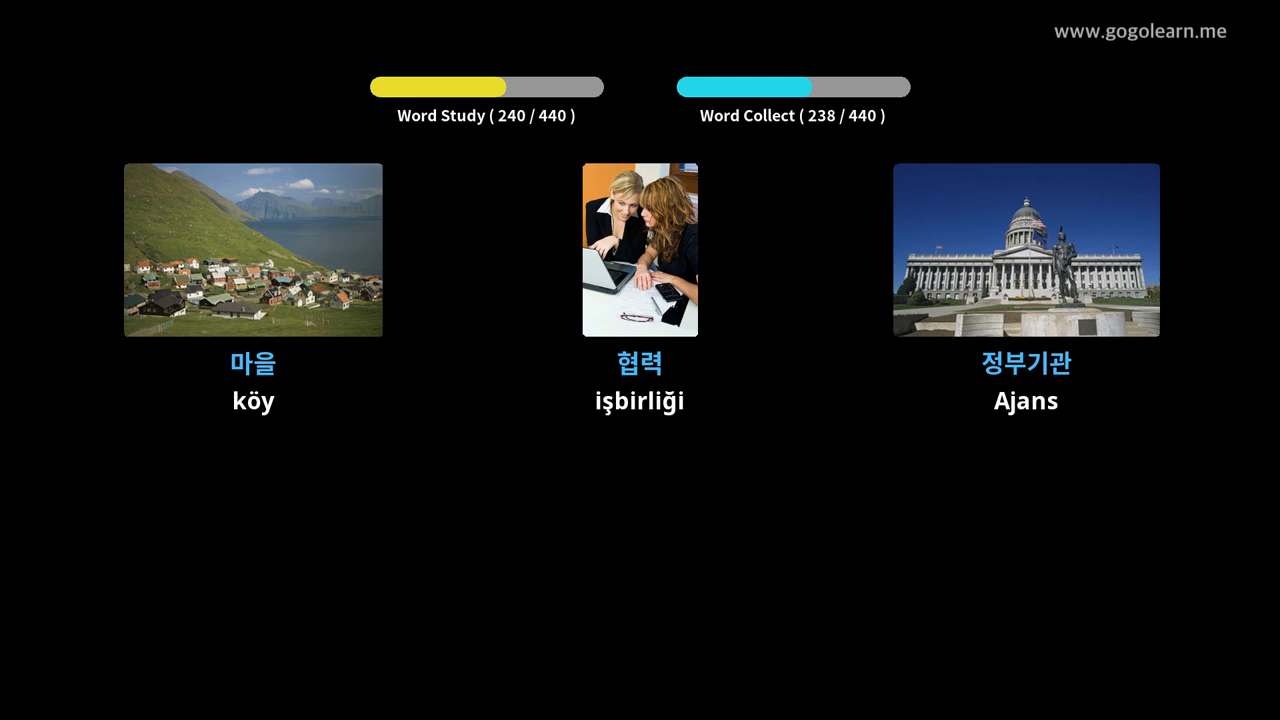 www.gogolearn.me
Word Study ( 240 / 440 )
Word Collect ( 238 / 440 )
마을
협력
정부기관
köy
işbirliği
Ajans